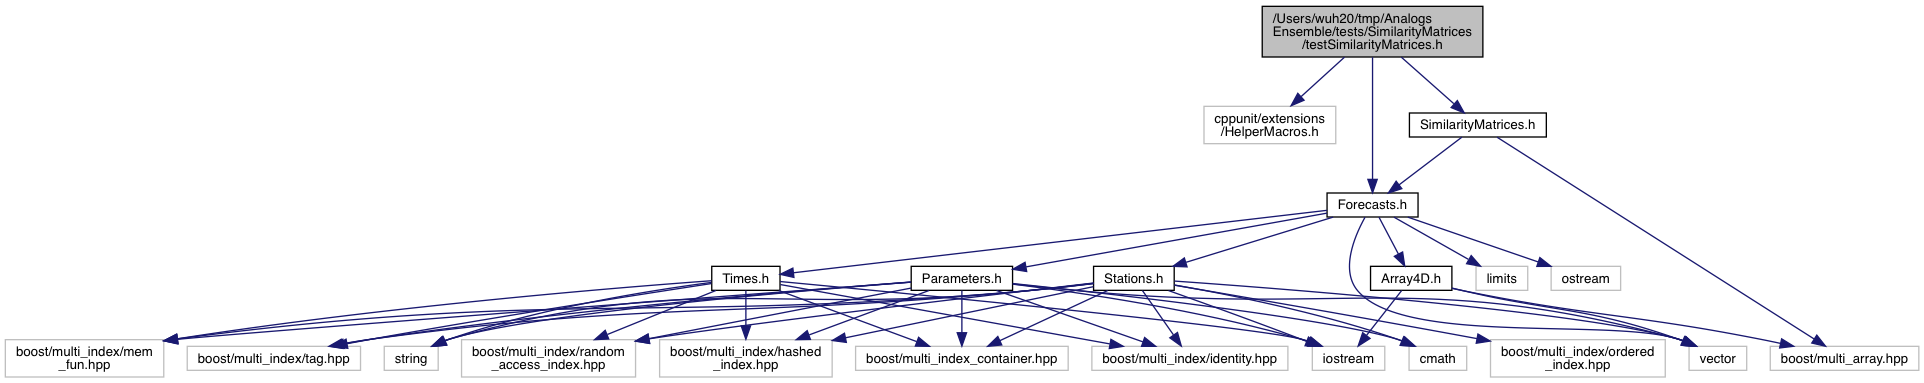 /Users/wuh20/tmp/Analogs
Ensemble/tests/SimilarityMatrices
/testSimilarityMatrices.h
cppunit/extensions
/HelperMacros.h
SimilarityMatrices.h
Forecasts.h
Times.h
Parameters.h
Stations.h
Array4D.h
limits
ostream
boost/multi_index/mem
_fun.hpp
boost/multi_index/tag.hpp
string
boost/multi_index/random
_access_index.hpp
boost/multi_index/hashed
_index.hpp
boost/multi_index_container.hpp
boost/multi_index/identity.hpp
iostream
cmath
boost/multi_index/ordered
_index.hpp
vector
boost/multi_array.hpp